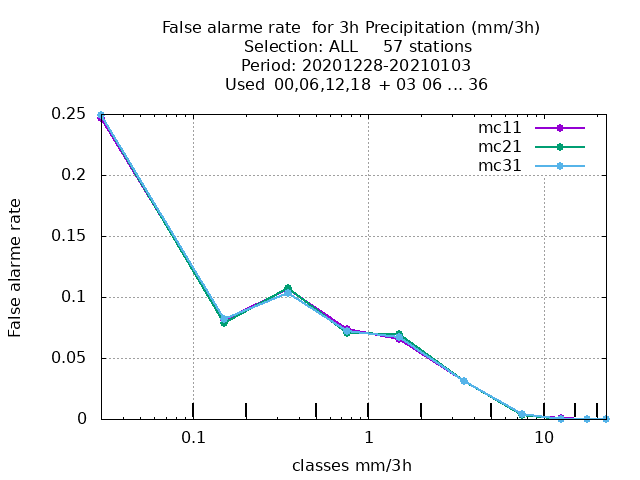 False alarme rate  for 3h Precipitation (mm/3h)
Selection: ALL     57 stations
Period: 20201228-20210103
Used  00,06,12,18 + 03 06 ... 36
mc11
mc21
mc31
0.25
0.2
0.15
0.1
0.05
0
False alarme rate
0.1
1
10
classes mm/3h